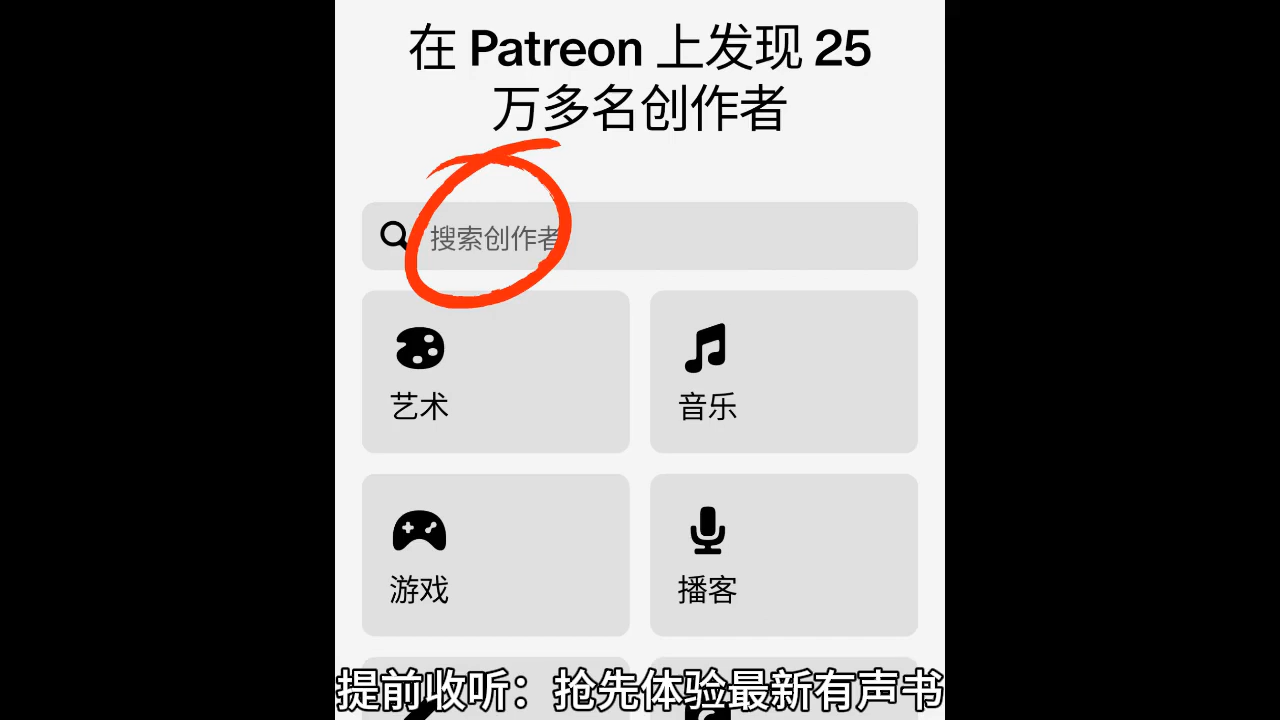 在 Patreon 上发现 25
万多名创作者
搜索创作者
艺术
音乐
游戏
播客
提前收听：抢先体验最新有声书